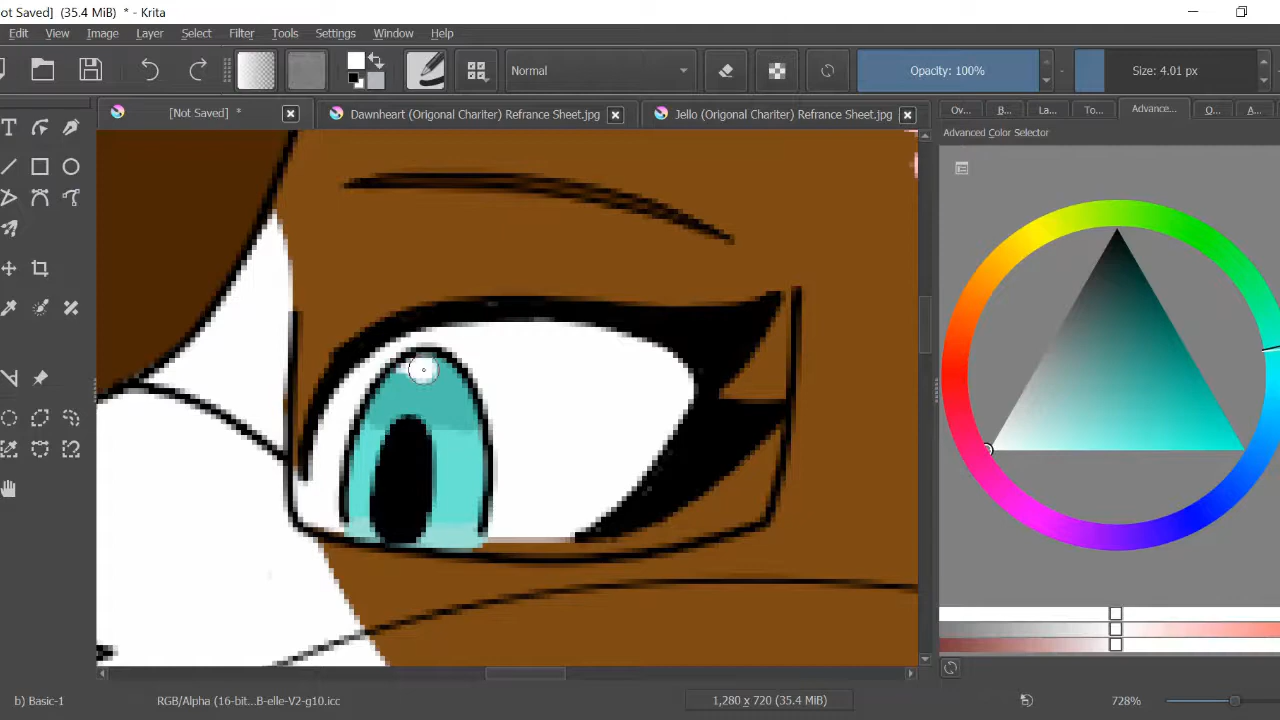 Not Saved]  (35.4 MiB)  * - Krita
Edit View Image Layer Select Filter Tools Settings Window Help
Normal Opacity: 100% Size: 4.01 px
[Not Saved]  * Dawnheart (Origonal Chariter) Refrance Sheet.jpg Jello (Origonal Chariter) Refrance Sheet.jpg Ov... B... La... To... Advance... Q... A...
Advanced Color Selector
b) Basic-1 RGB/Alpha (16-bit...B-elle-V2-g10.icc 1,280 x 720 (35.4 MiB) 728%